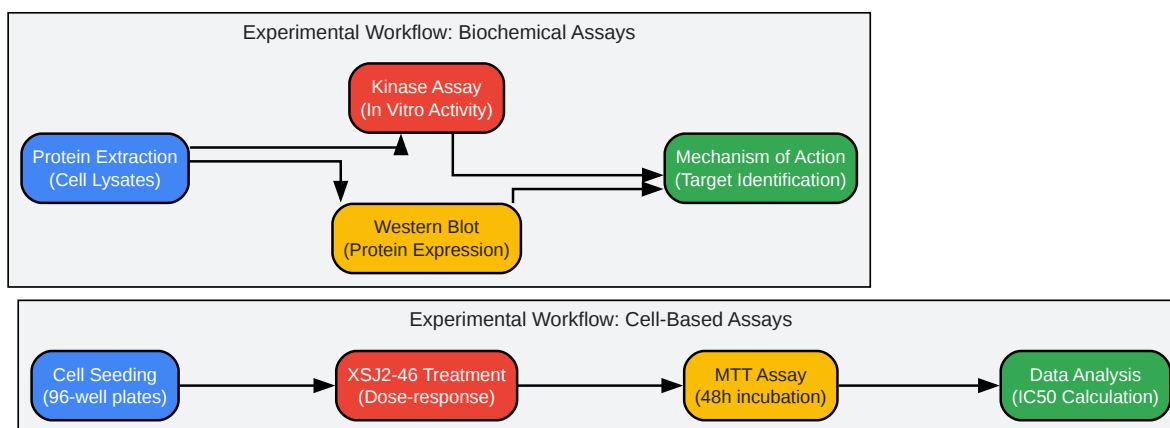 Experimental Workflow: Biochemical Assays
Kinase Assay
(In Vitro Activity)
Protein Extraction
(Cell Lysates)
Mechanism of Action
(Target Identification)
Western Blot
(Protein Expression)
Experimental Workflow: Cell-Based Assays
Cell Seeding
(96-well plates)
XSJ2-46 Treatment
(Dose-response)
MTT Assay
(48h incubation)
Data Analysis
(IC50 Calculation)